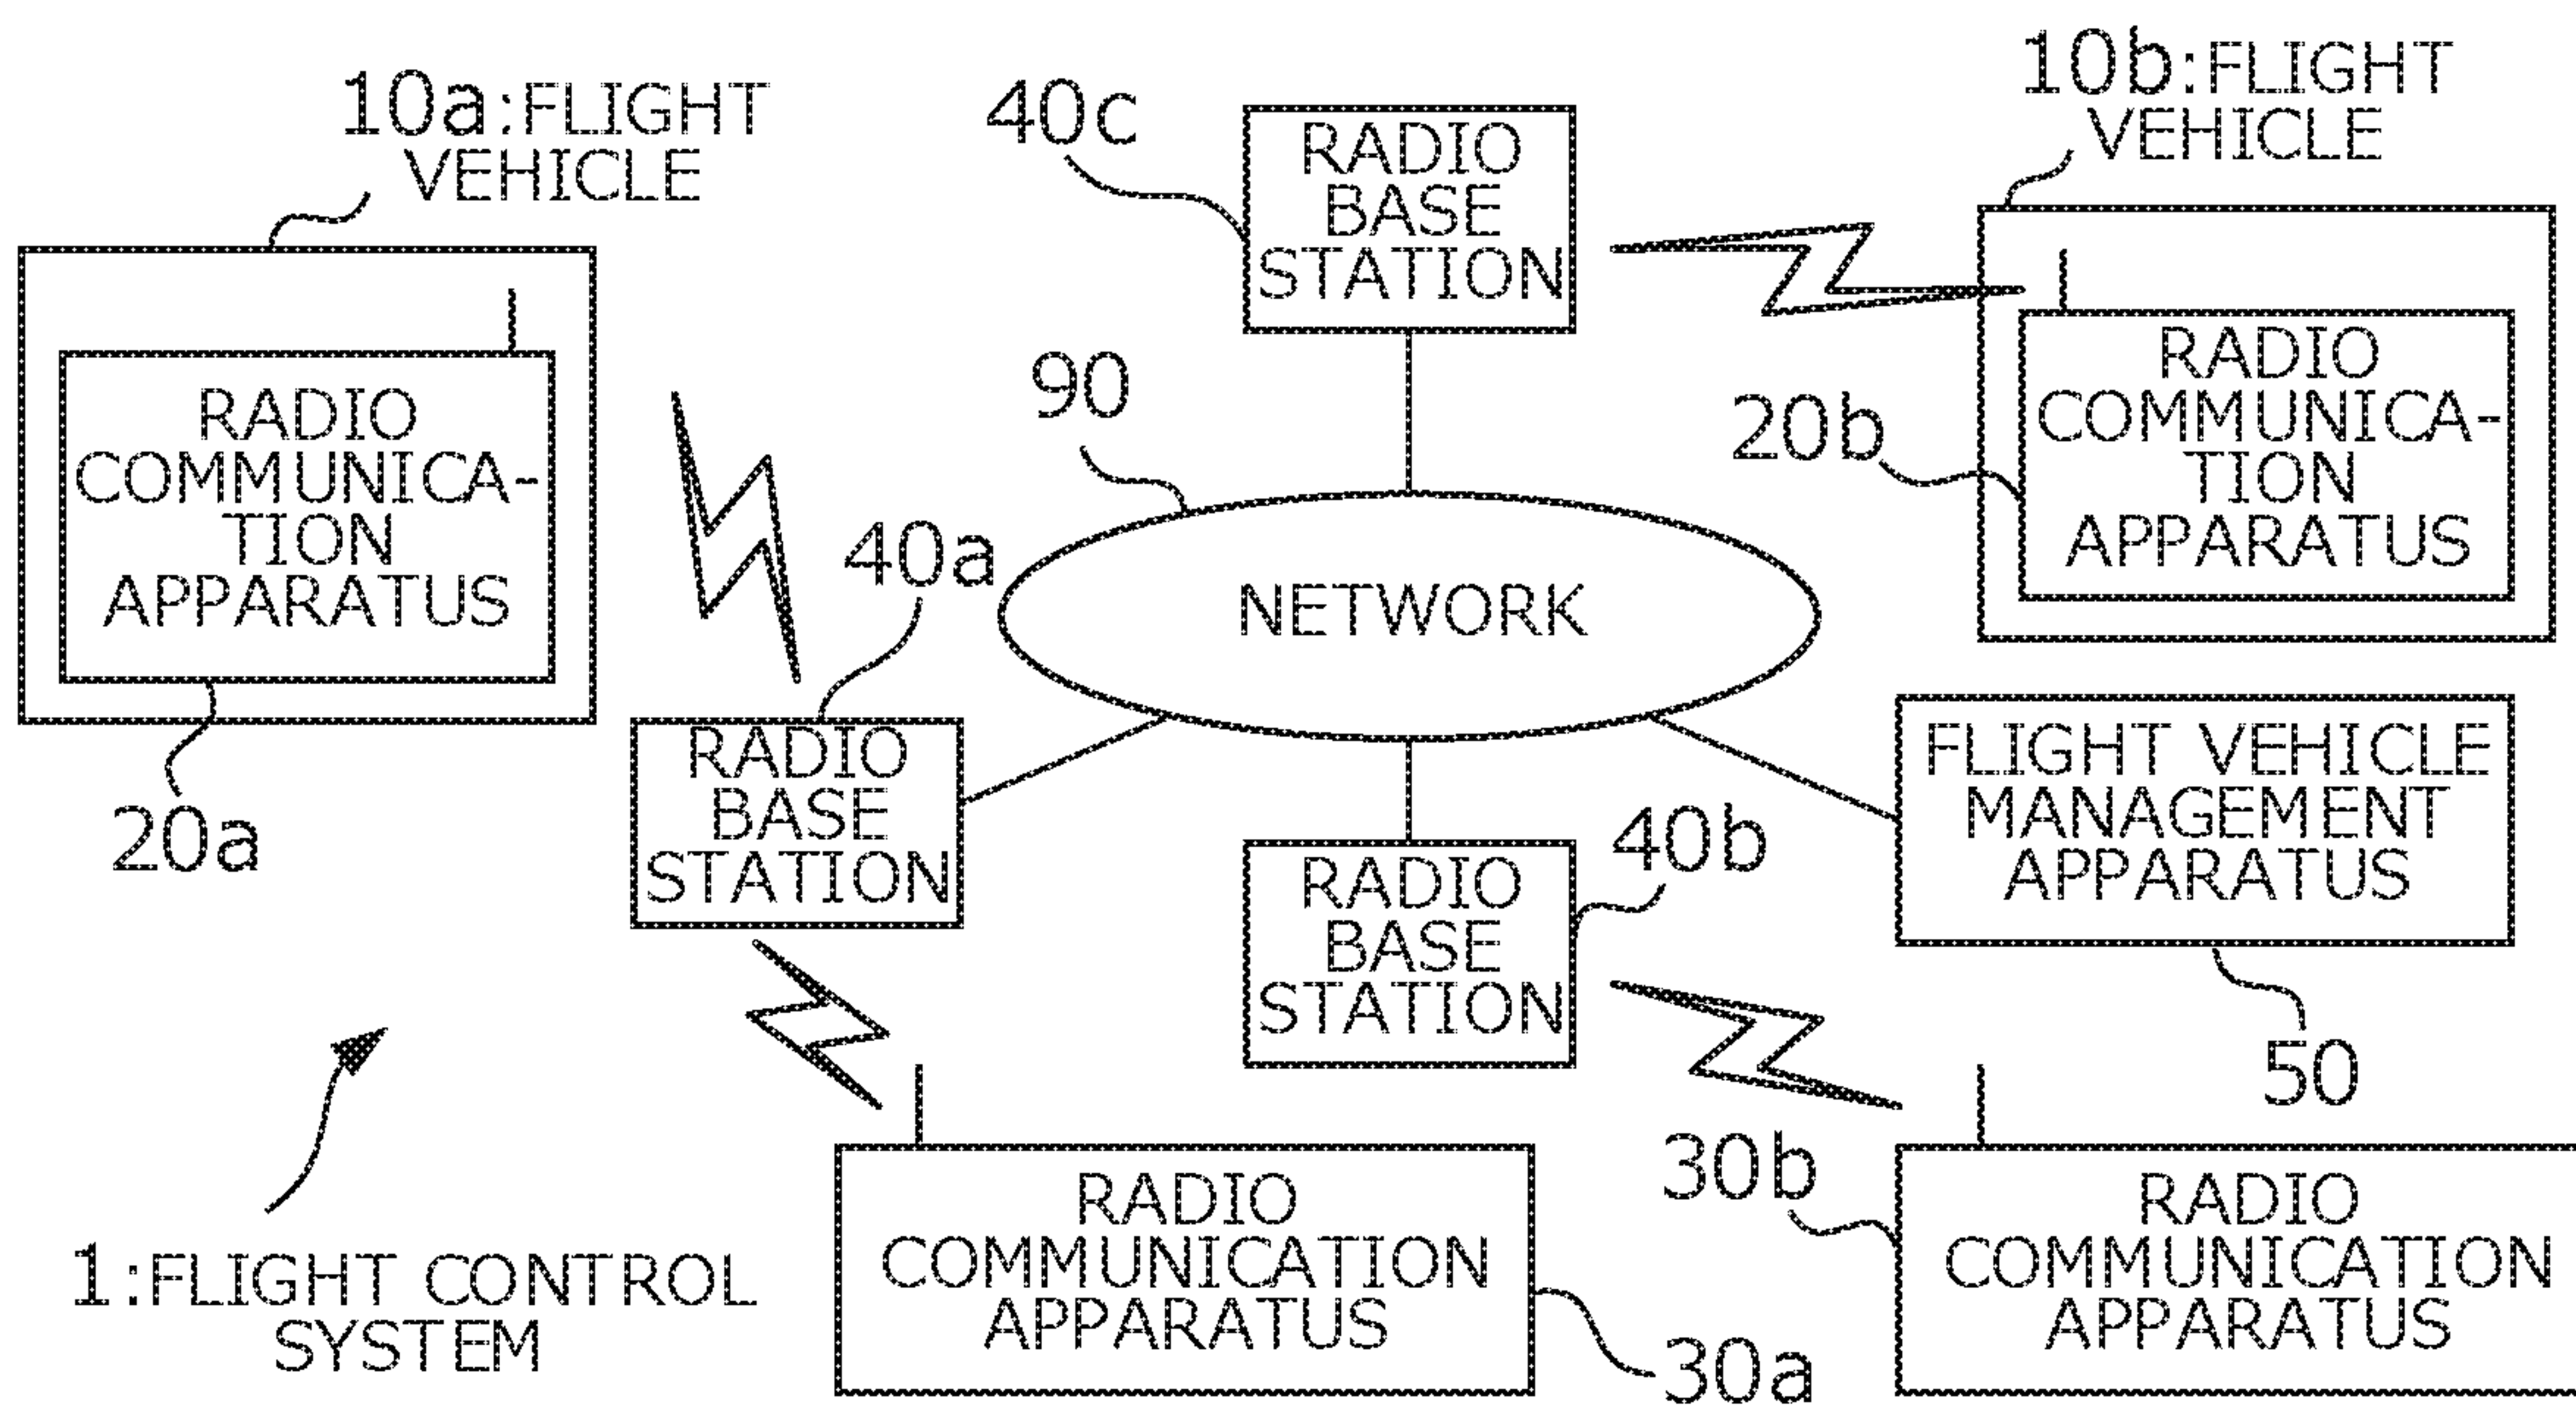 10a:FLIGHT
VEHICLE
RADIO
COMMUNICA-
TION
APPARATUS
20a
40c
RADIO
BASE
STATION
10b:FLIGHT
VEHICLE
20b
RADIO
COMMUNICA-
TION
APPARATUS
90
NETWORK
40a
RADIO
BASE
STATION
40b
RADIO
BASE
STATION
FLIGHT VEHICLE
MANAGEMENT
APPARATUS
50
1:FLIGHT CONTROL
SYSTEM
RADIO
COMMUNICATION
APPARATUS
30a
30b
RADIO
COMMUNICATION
APPARATUS